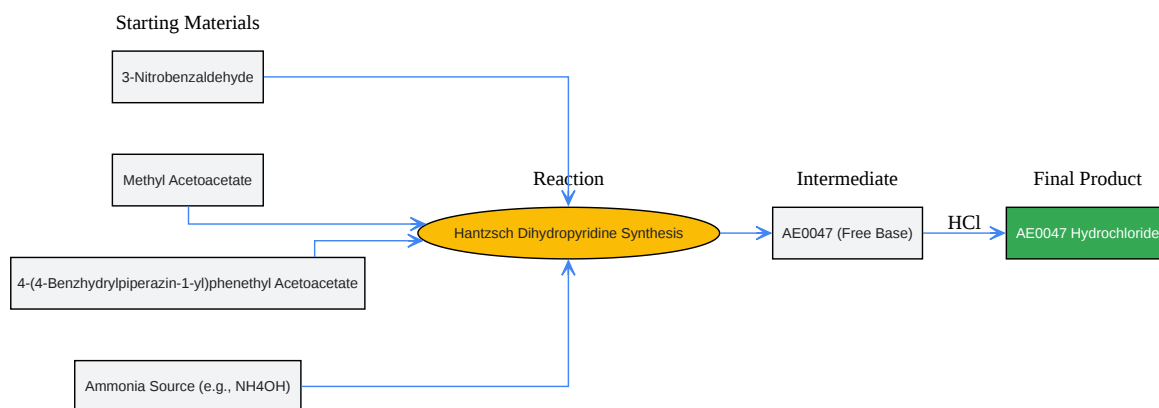 Starting Materials
3-Nitrobenzaldehyde
Methyl Acetoacetate
4-(4-Benzhydrylpiperazin-1-yl)phenethyl Acetoacetate
Ammonia Source (e.g., NH4OH)
Reaction
Hantzsch Dihydropyridine Synthesis
Intermediate
AE0047 (Free Base)
HCl
Final Product
AE0047 Hydrochloride